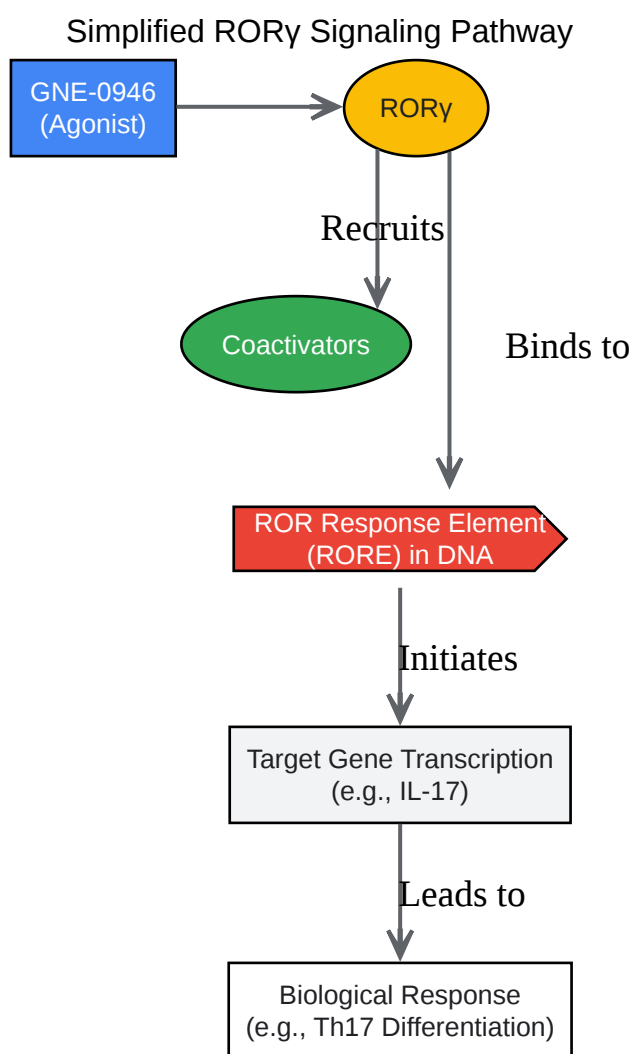 Simplified RORγ Signaling Pathway
GNE-0946
(Agonist)
RORγ
Recruits
Coactivators
Binds to
ROR Response Element
(RORE) in DNA
Initiates
Target Gene Transcription
(e.g., IL-17)
Leads to
Biological Response
(e.g., Th17 Differentiation)